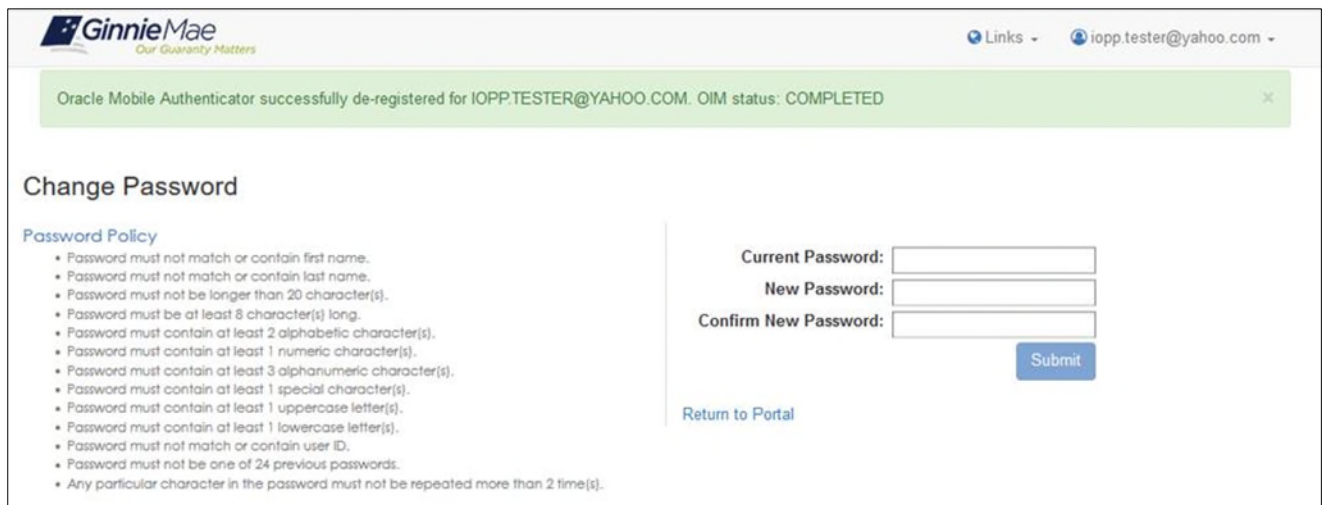 GinnieMae
Our Guaranty Matters
Links
iopp.tester@yahoo.com
Oracle Mobile Authenticator successfully de-registered for IOPP.TESTER@YAHOO.COM. OIM status: COMPLETED
×
Change Password
Password Policy
• Password must not match or contain first name.
• Password must not match or contain last name.
• Password must not be longer than 20 character(s).
• Password must be at least 8 character(s) long.
• Password must contain at least 2 alphabetic character(s).
• Password must contain at least 1 numeric character(s).
• Password must contain at least 3 alphanumeric character(s).
• Password must contain at least 1 special character(s).
• Password must contain at least 1 uppercase letter(s).
• Password must contain at least 1 lowercase letter(s).
• Password must not match or contain user ID.
• Password must not be one of 24 previous passwords.
• Any particular character in the password must not be repeated more than 2 time(s).
Current Password:
New Password:
Confirm New Password:
Submit
Return to Portal